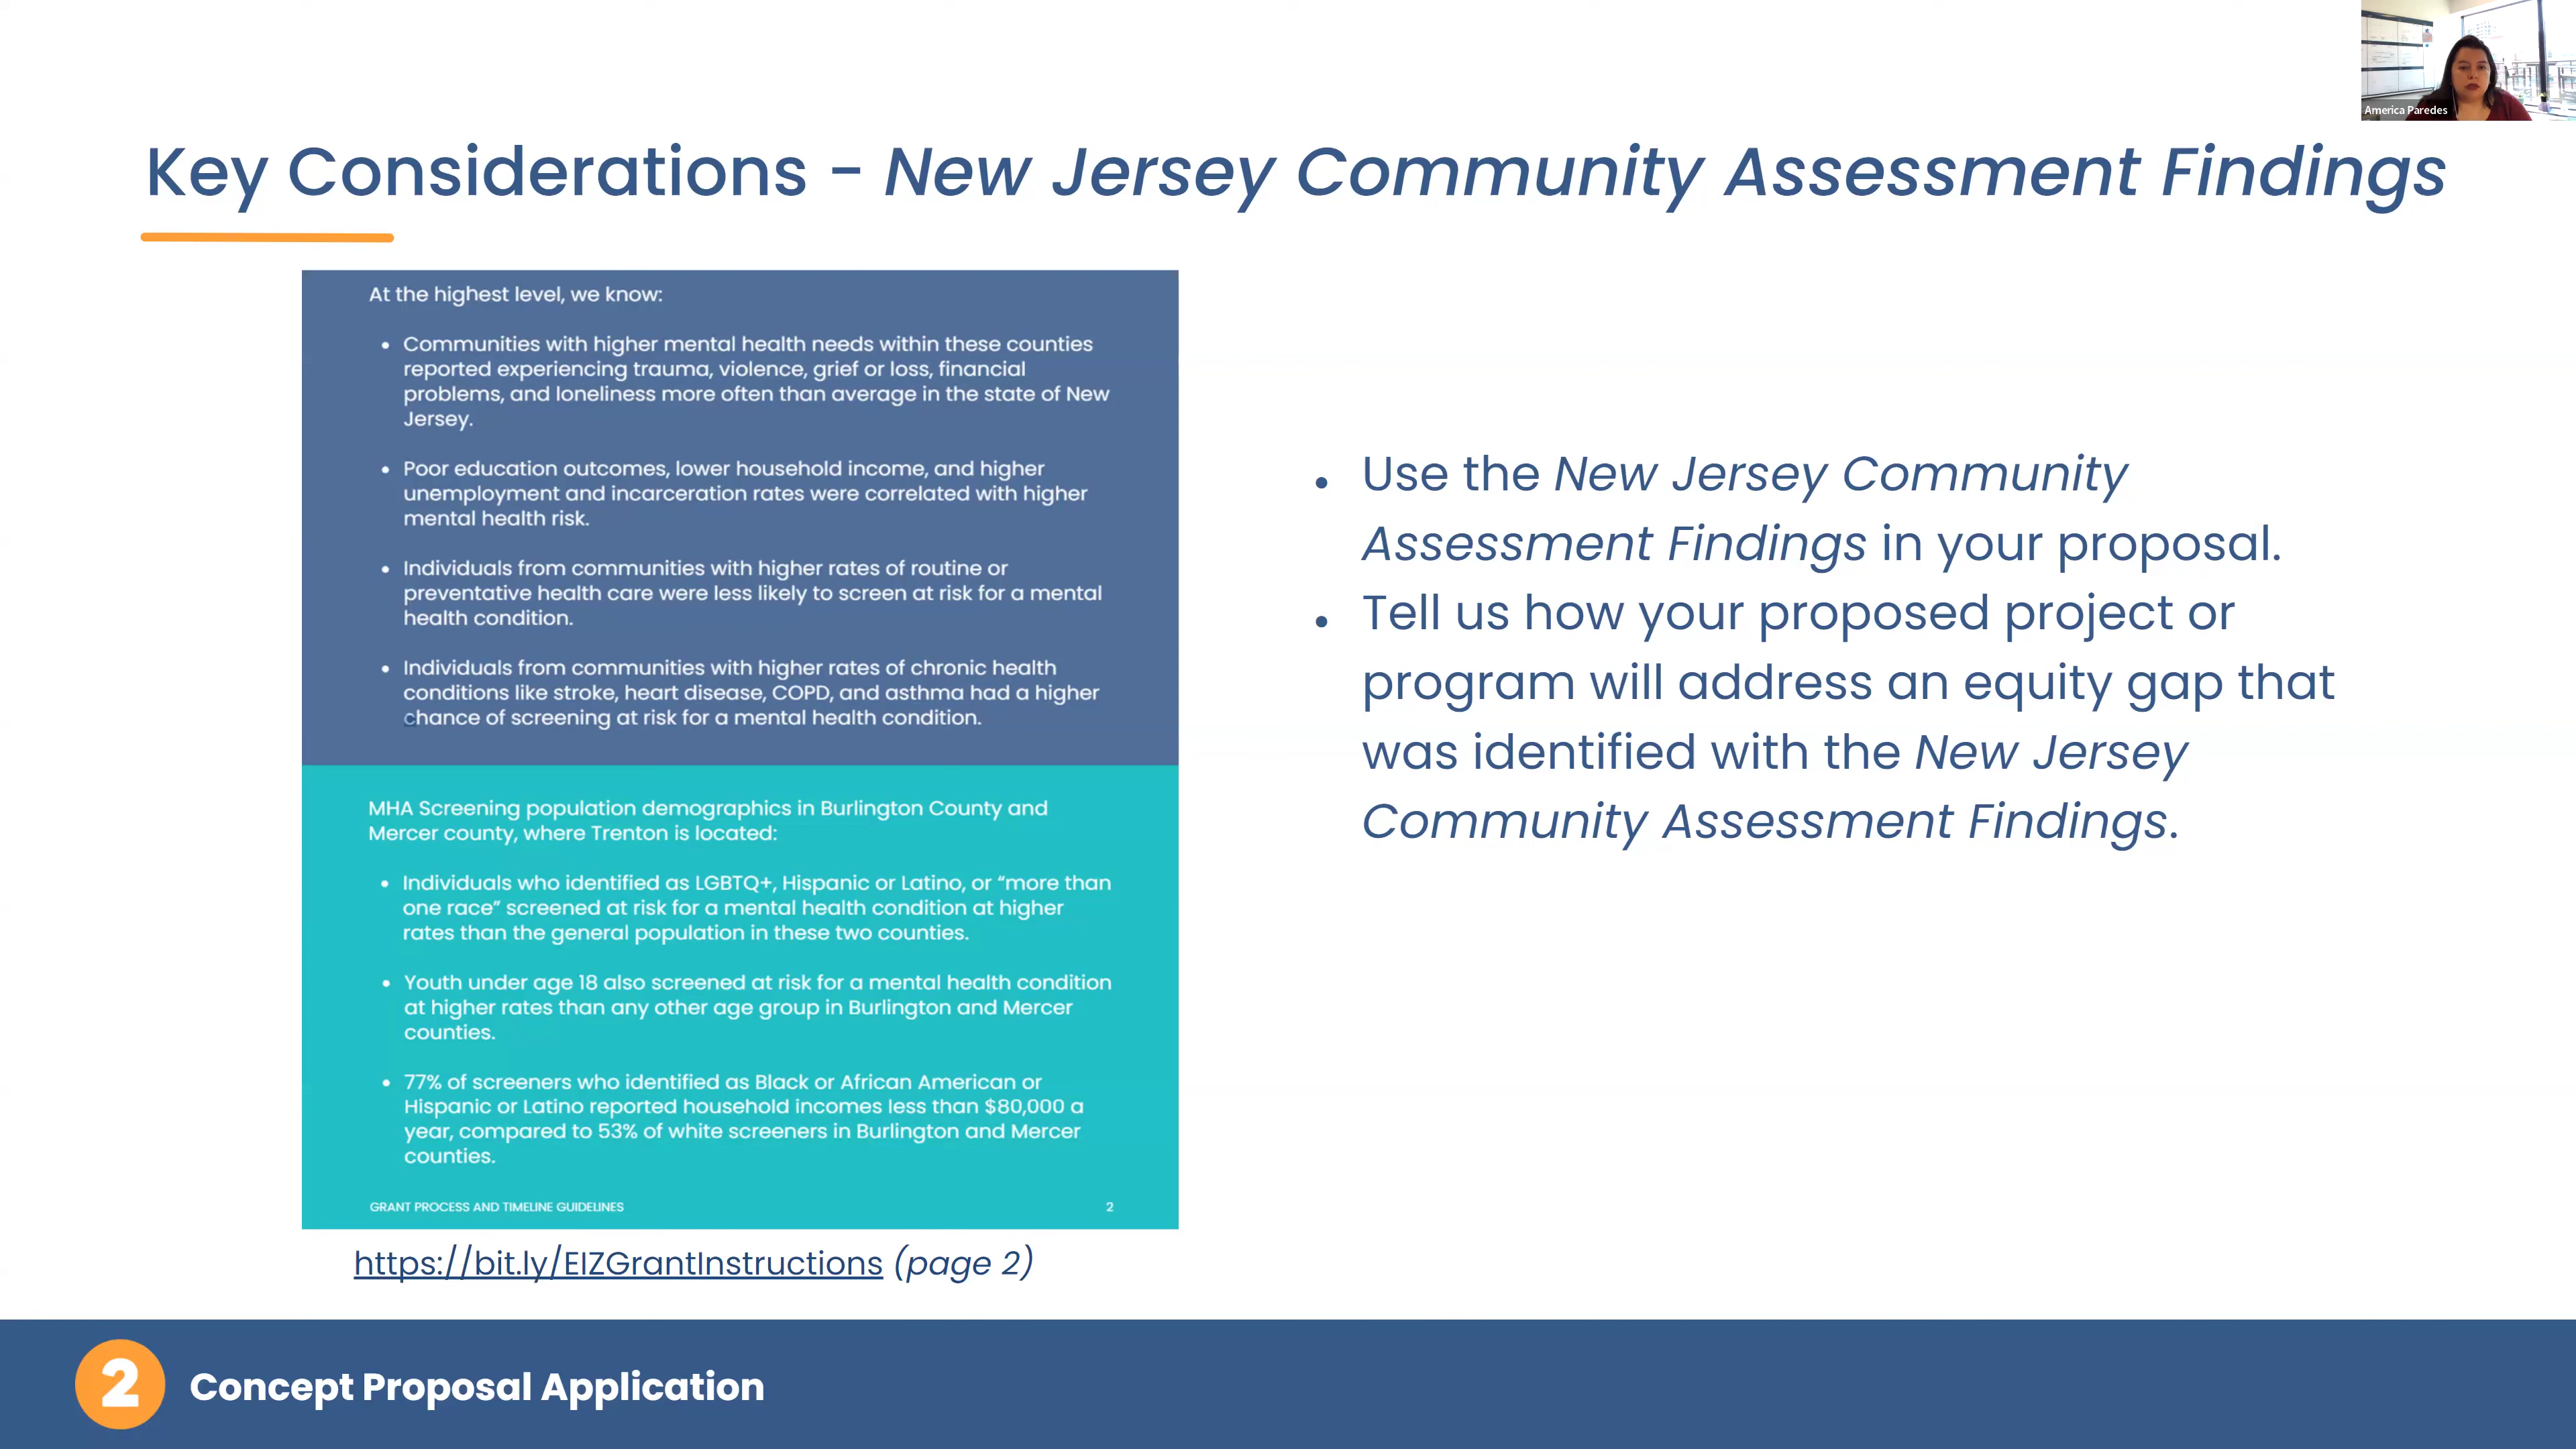 America Paredes
Key Considerations - New Jersey Community Assessment Findings
At the highest level, we know:
• Communities with higher mental health needs within these counties
reported experiencing trauma, violence, grief or loss, financial
problems, and loneliness more often than average in the state of New
Jersey.
• Poor education outcomes, lower household income, and higher
unemployment and incarceration rates were correlated with higher
mental health risk.
• Individuals from communities with higher rates of routine or
preventative health care were less likely to screen at risk for a mental
health condition.
• Individuals from communities with higher rates of chronic health
conditions like stroke, heart disease, COPD, and asthma had a higher
chance of screening at risk for a mental health condition.
MHA Screening population demographics in Burlington County and
Mercer county, where Trenton is located:
• Individuals who identified as LGBTQ+, Hispanic or Latino, or “more than
one race” screened at risk for a mental health condition at higher
rates than the general population in these two counties.
• Youth under age 18 also screened at risk for a mental health condition
at higher rates than any other age group in Burlington and Mercer
counties.
• 77% of screeners who identified as Black or African American or
Hispanic or Latino reported household incomes less than $80,000 a
year, compared to 53% of white screeners in Burlington and Mercer
counties.
GRANT PROCESS AND TIMELINE GUIDELINES 2
https://bit.ly/EIZGrantInstructions (page 2)
• Use the New Jersey Community
Assessment Findings in your proposal.
• Tell us how your proposed project or
program will address an equity gap that
was identified with the New Jersey
Community Assessment Findings.
2 Concept Proposal Application